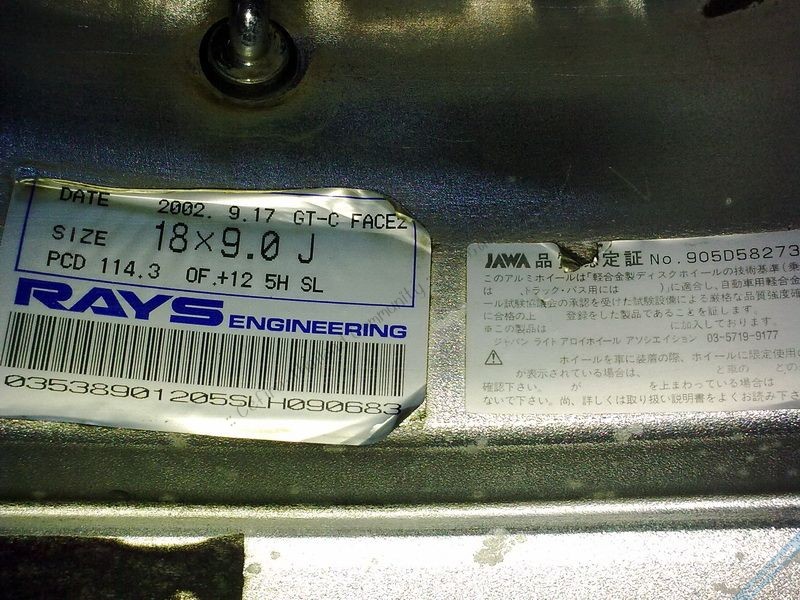 DATE 2002. 9.17 GT-C FACE2
SIZE 18×9.0 J
PCD 114.3 OF.+12 5H SL
RAYS ENGINEERING
03538901205SLH090683
JAWA 品 定証 No.905D58273
このアルミホイールは「軽合金製ディスクホイールの技術基準(乗
は トラック・バス用には )」に適合し、自動車用軽合金
ール試験協議会の承認を受けた試験設備による厳格な品質強度確
に合格の上 登録をした製品であることを証します。
※この製品は に加入しております。
ジャパン ライト アロイホイール アソシエイション 03-5719-9177
ホイールを車に装着の際、ホイールに限定使用
が表示されている場合は、 と車の との
確認下さい。 が を上まわっている場合は
ないで下さい。尚、詳しくは取り扱い説明書をよくお読み下さ